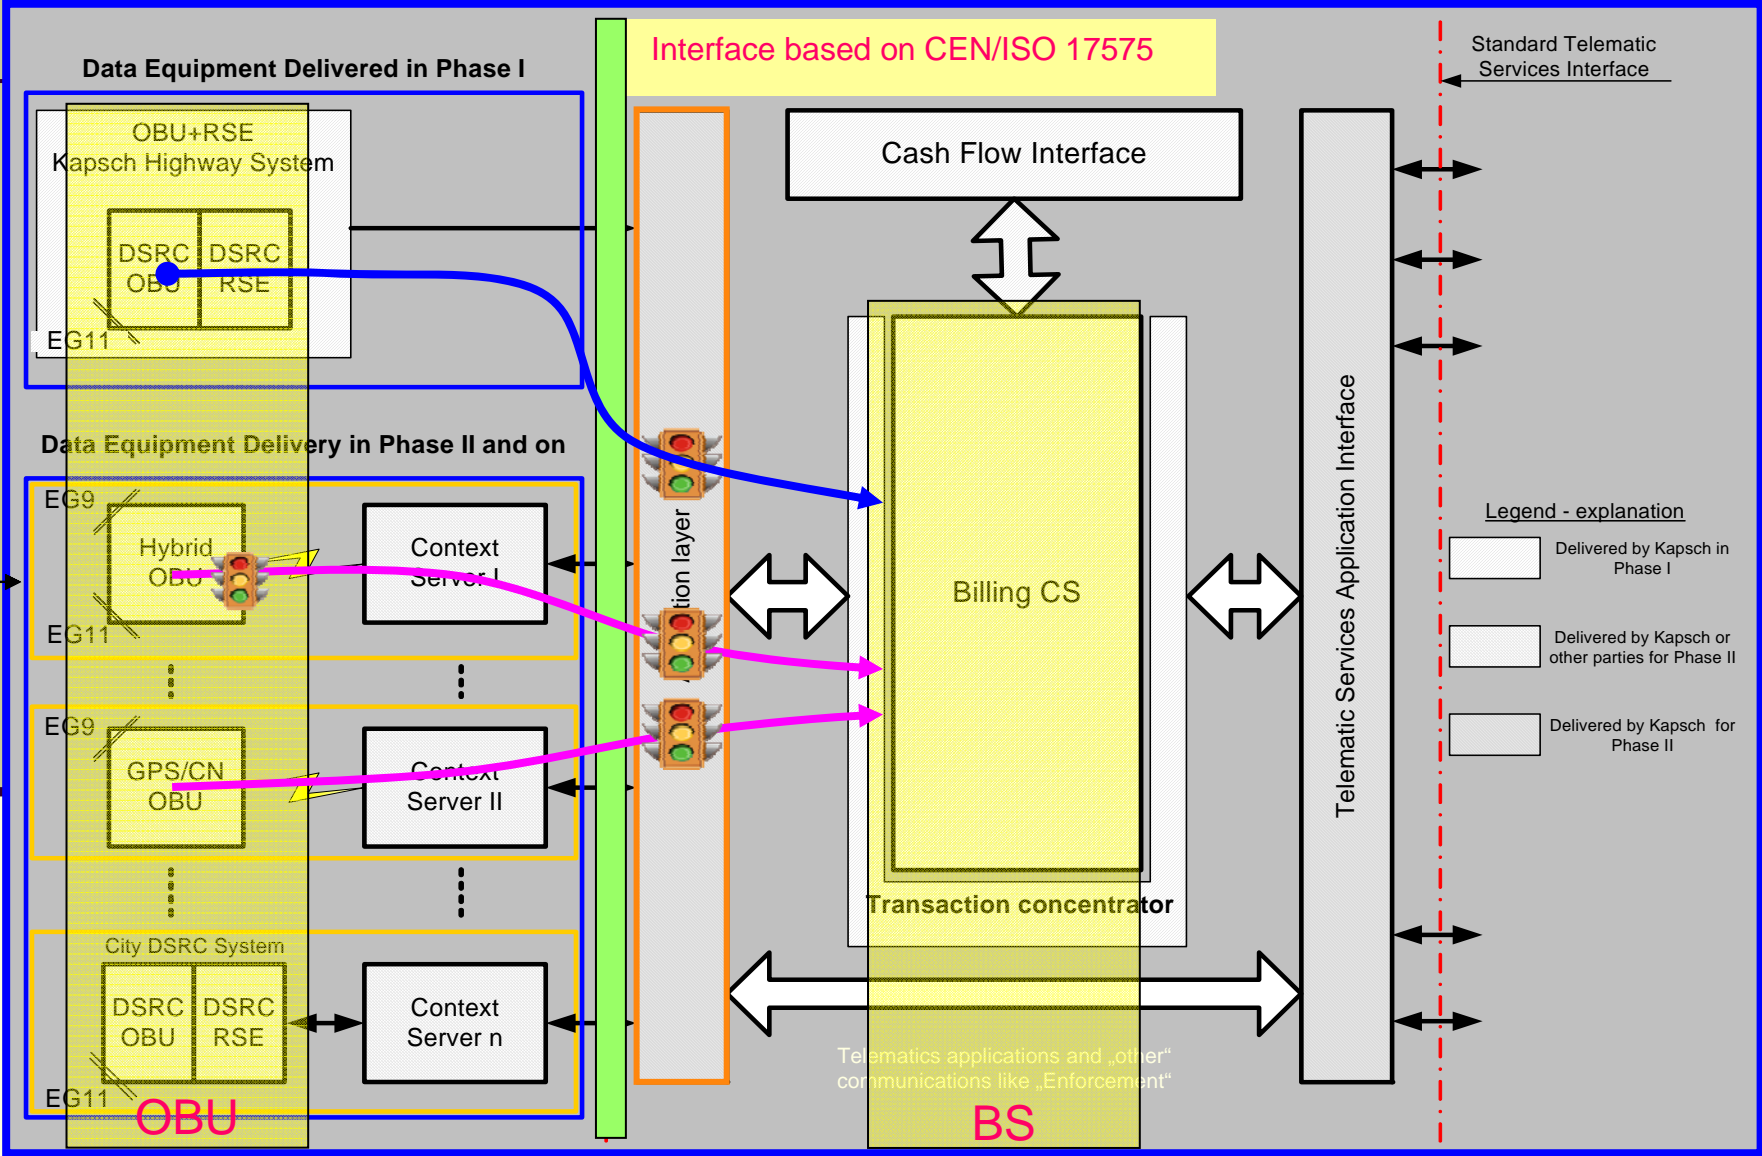 Interface based on CEN/ISO 17575
Standard Telematic
Services Interface
Data Equipment Delivered in Phase I
OBU+RSE
Kapsch Highway System
DSRC
OBU
DSRC
RSE
EG11
Cash Flow Interface
Data Equipment Delivery in Phase II and on
EG9
Hybrid
OBU
EG11
Context
Server I
EG9
GPS/CN
OBU
Context
Server II
City DSRC System
DSRC
OBU
DSRC
RSE
EG11
Context
Server n
OBU
layer
Billing CS
Transaction concentrator
Telematics applications and „other“
communications like „Enforcement“
BS
Telematic Services Application Interface
Legend - explanation
Delivered by Kapsch in
Phase I
Delivered by Kapsch or
other parties for Phase II
Delivered by Kapsch for
Phase II